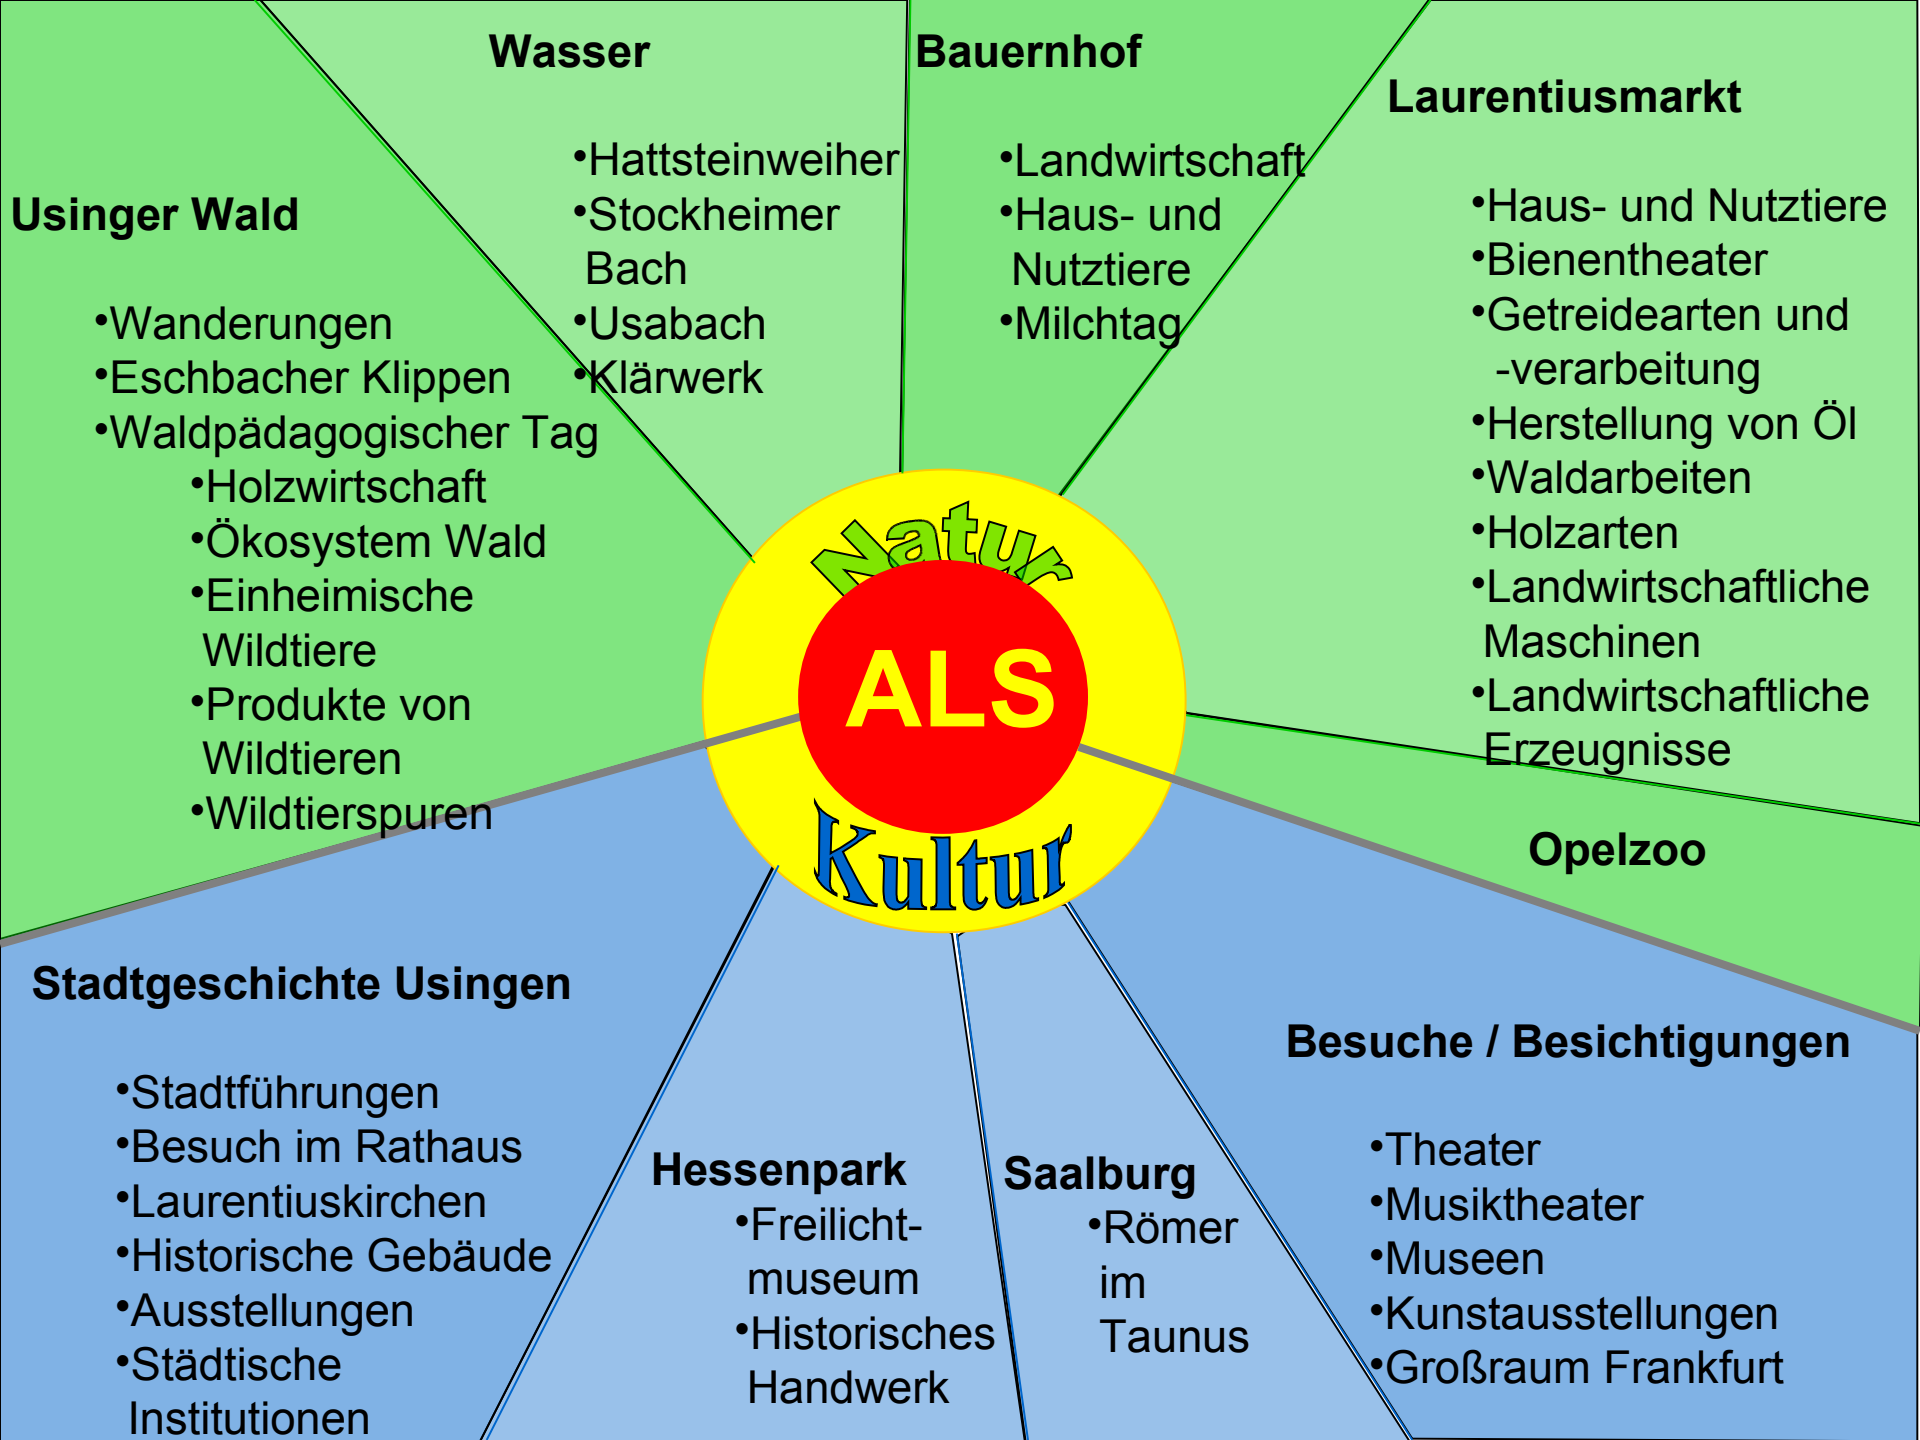 Wasser
•Hattsteinweiher
•Stockheimer
Bach
•Usabach
•Klärwerk
Bauernhof
•Landwirtschaft
•Haus- und
Nutztiere
•Milchtag
Laurentiusmarkt
•Haus- und Nutztiere
•Bienentheater
•Getreidearten und
-verarbeitung
•Herstellung von Öl
•Waldarbeiten
•Holzarten
•Landwirtschaftliche
Maschinen
•Landwirtschaftliche
Erzeugnisse
Usinger Wald
•Wanderungen
•Eschbacher Klippen
•Waldpädagogischer Tag
•Holzwirtschaft
•Ökosystem Wald
•Einheimische
Wildtiere
•Produkte von
Wildtieren
•Wildtierspuren
Natur
ALS
Kultur
Opelzoo
Stadtgeschichte Usingen
•Stadtführungen
•Besuch im Rathaus
•Laurentiuskirchen
•Historische Gebäude
•Ausstellungen
•Städtische
Institutionen
Hessenpark
•Freilicht-
museum
•Historisches
Handwerk
Saalburg
•Römer
im
Taunus
Besuche / Besichtigungen
•Theater
•Musiktheater
•Museen
•Kunstausstellungen
•Großraum Frankfurt